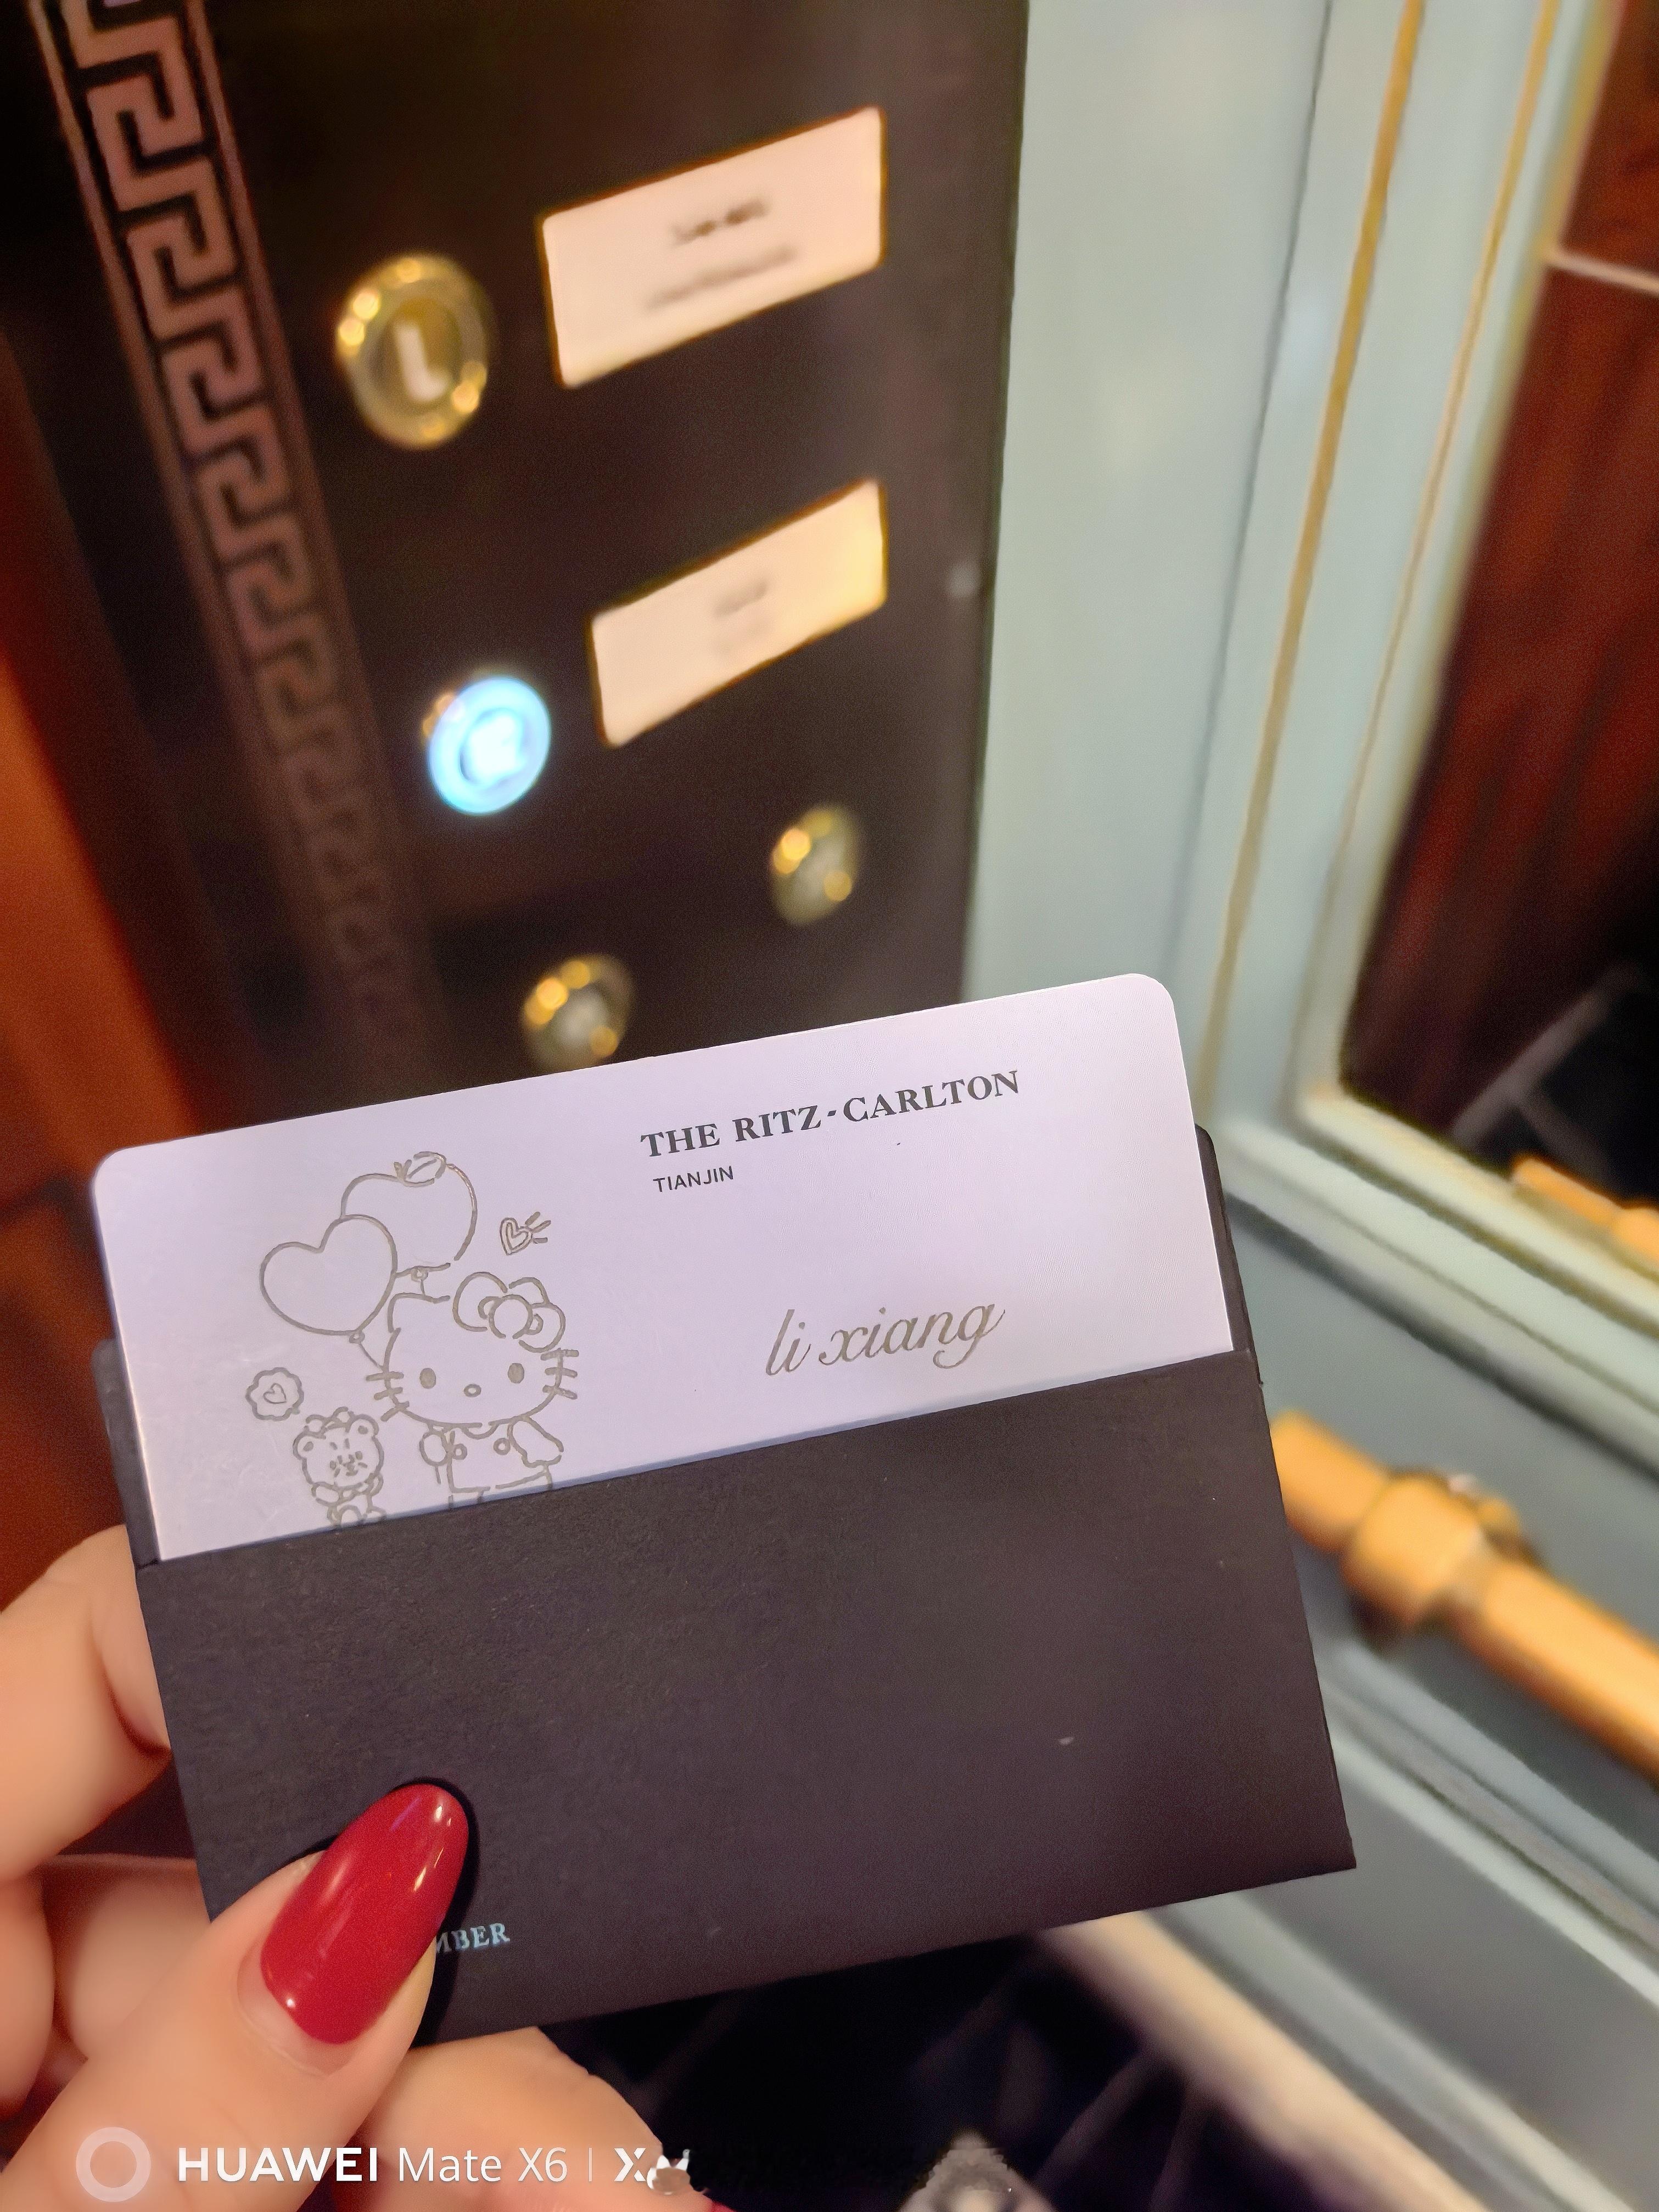 L
THE RITZ-CARLTON
TIANJIN
li xiang
MBER
HUAWEI Mate X6 | X